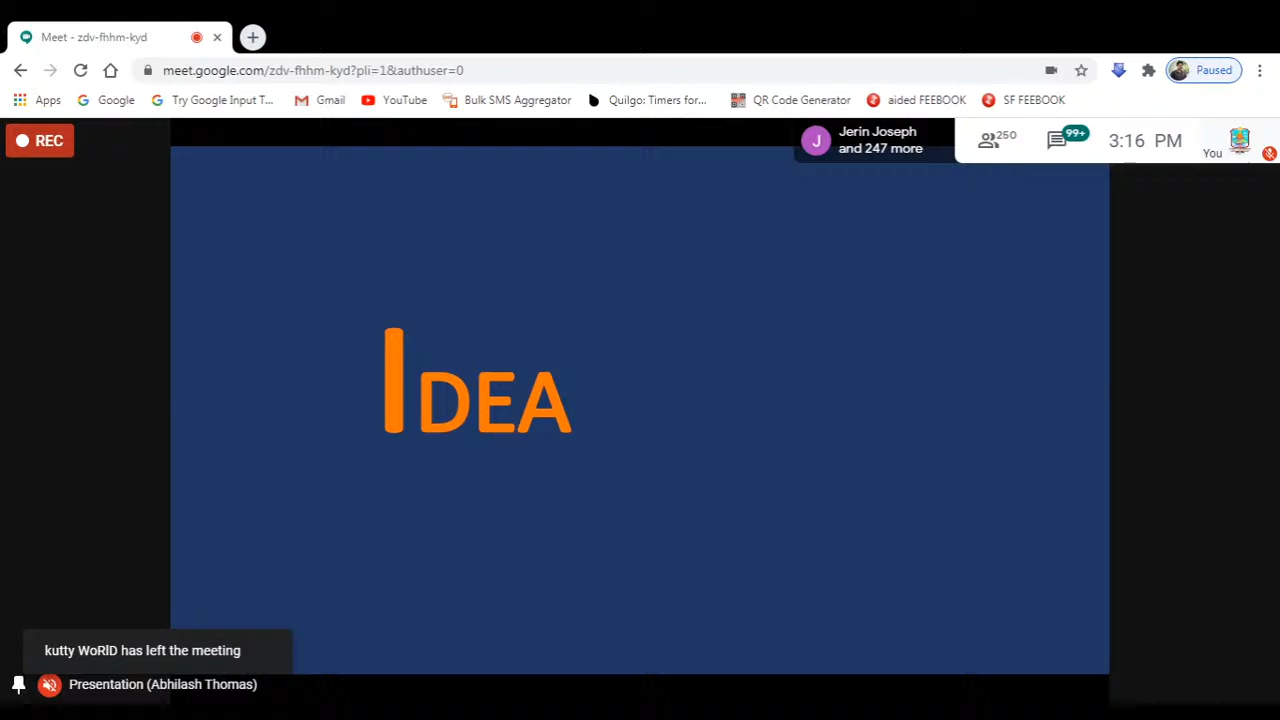 Meet - zdv-fhhm-kyd
meet.google.com/zdv-fhhm-kyd?pli=1&authuser=0
Paused
Apps Google Try Google Input T... Gmail YouTube Bulk SMS Aggregator Quilgo: Timers for... QR Code Generator aided FEEBOOK SF FEEBOOK
REC
J
Jerin Joseph
and 247 more
250
99+
3:16 PM
You
IDEA
kutty WoRlD has left the meeting
Presentation (Abhilash Thomas)